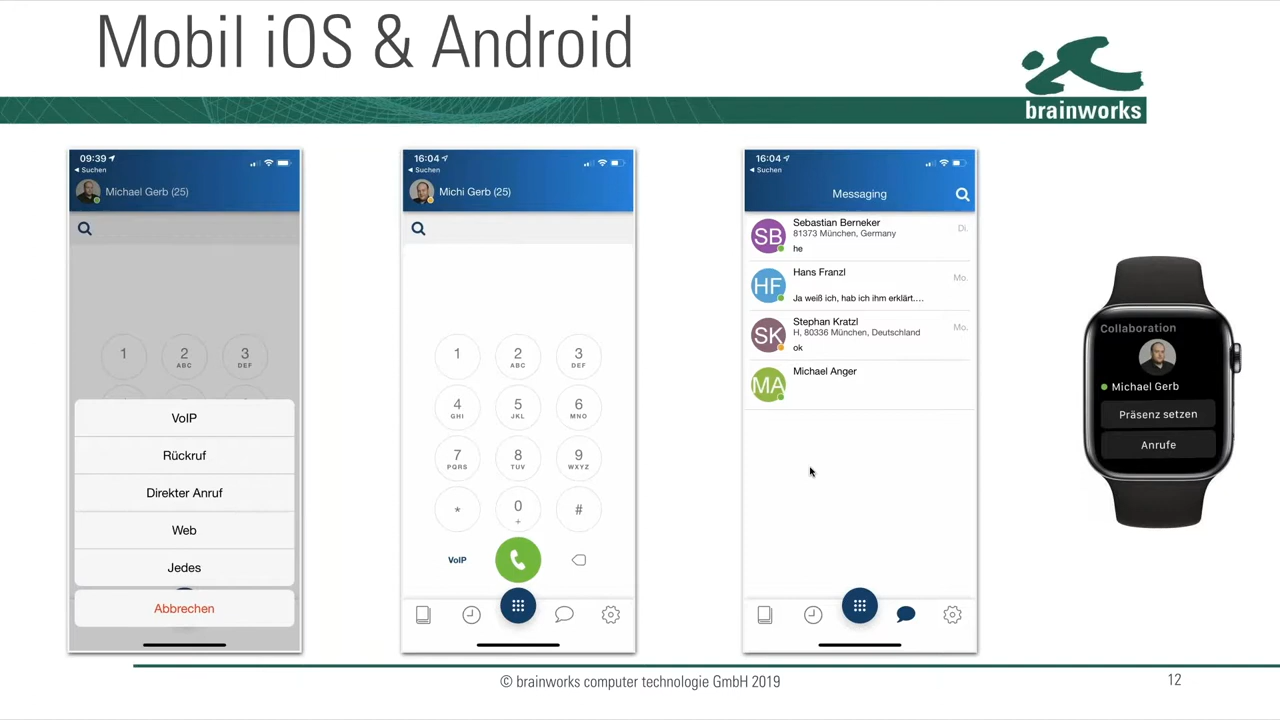 Mobil iOS & Android
brainworks
09:39
Suchen
Michael Gerb (25)
1
2
ABC
3
DEF
VoIP
Rückruf
Direkter Anruf
Web
Jedes
Abbrechen
16:04
Suchen
Michi Gerb (25)
1
2
ABC
3
DEF
4
GHI
5
JKL
6
MNO
7
PQRS
8
TUV
9
WXYZ
*
0
+
#
VoIP
16:04
Suchen
Messaging
SB
Sebastian Berneker
Di.
81373 München, Germany
he
HF
Hans Franzl
Mo.
Ja weiß ich, hab ich ihm erklärt....
SK
Stephan Kratzl
Mo.
H, 80336 München, Deutschland
ok
MA
Michael Anger
Collaboration
Michael Gerb
Präsenz setzen
Anrufe
© brainworks computer technologie GmbH 2019
12